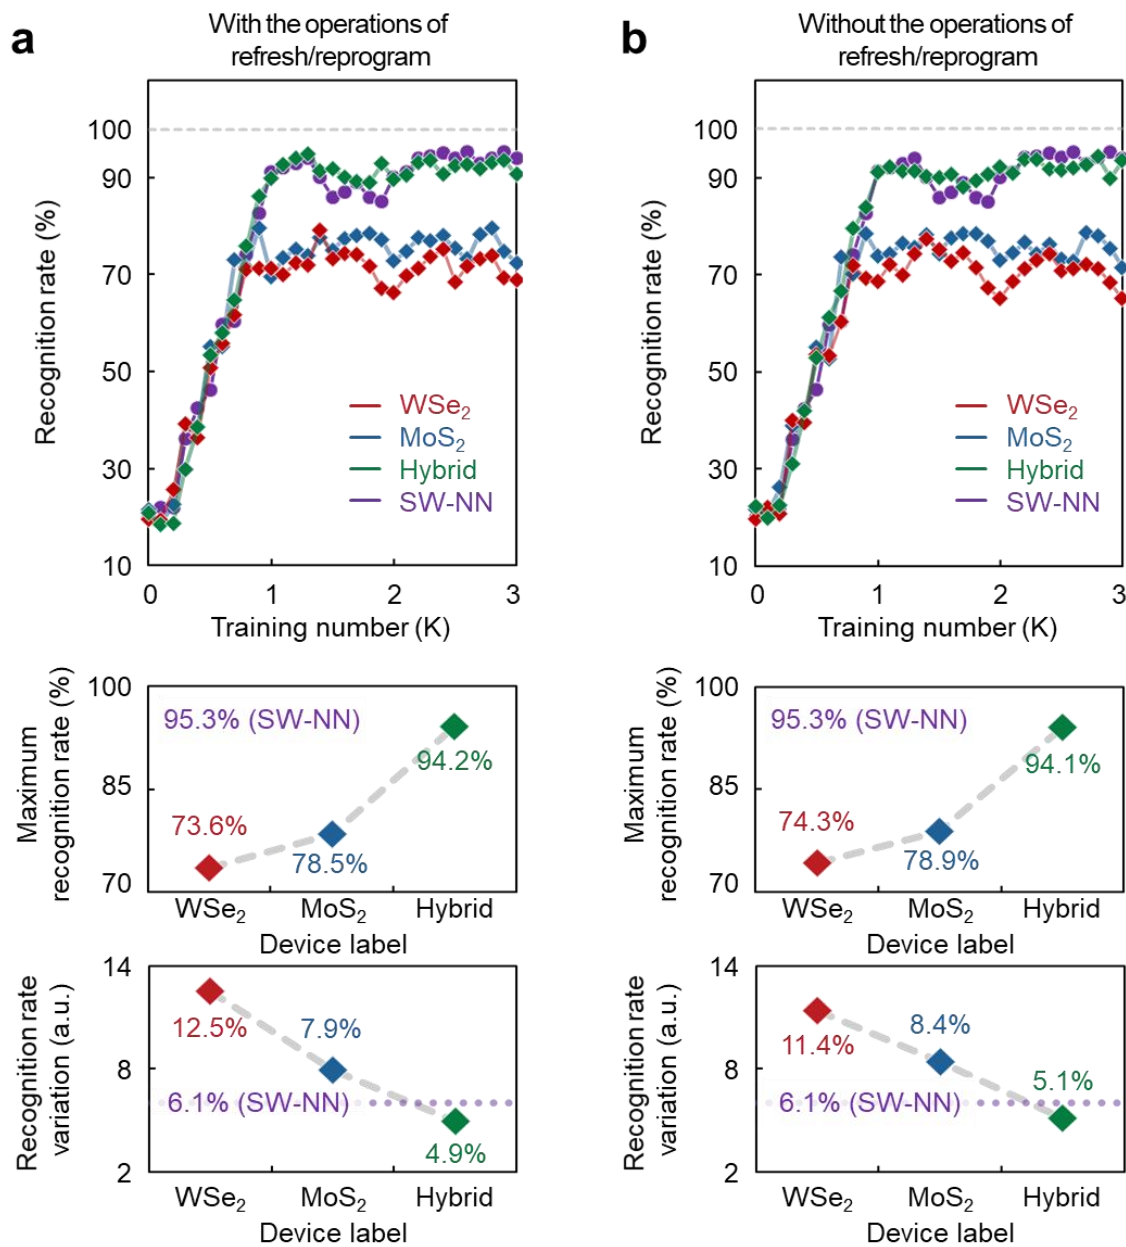 a
With the operations of
refresh/reprogram
Recognition rate (%)
100
90
70
50
30
10
WSe₂
MoS₂
Hybrid
SW-NN
0 1 2 3
Training number (K)
Maximum
recognition rate (%)
100
85
70
95.3% (SW-NN)
73.6%
78.5%
94.2%
WSe₂ MoS₂ Hybrid
Device label
Recognition rate
variation (a.u.)
14
8
2
12.5%
7.9%
6.1% (SW-NN)
4.9%
WSe₂ MoS₂ Hybrid
Device label
b
Without the operations of
refresh/reprogram
Recognition rate (%)
100
90
70
50
30
10
WSe₂
MoS₂
Hybrid
SW-NN
0 1 2 3
Training number (K)
Maximum
recognition rate (%)
100
85
70
95.3% (SW-NN)
74.3%
78.9%
94.1%
WSe₂ MoS₂ Hybrid
Device label
Recognition rate
variation (a.u.)
14
8
2
11.4%
8.4%
5.1%
6.1% (SW-NN)
WSe₂ MoS₂ Hybrid
Device label